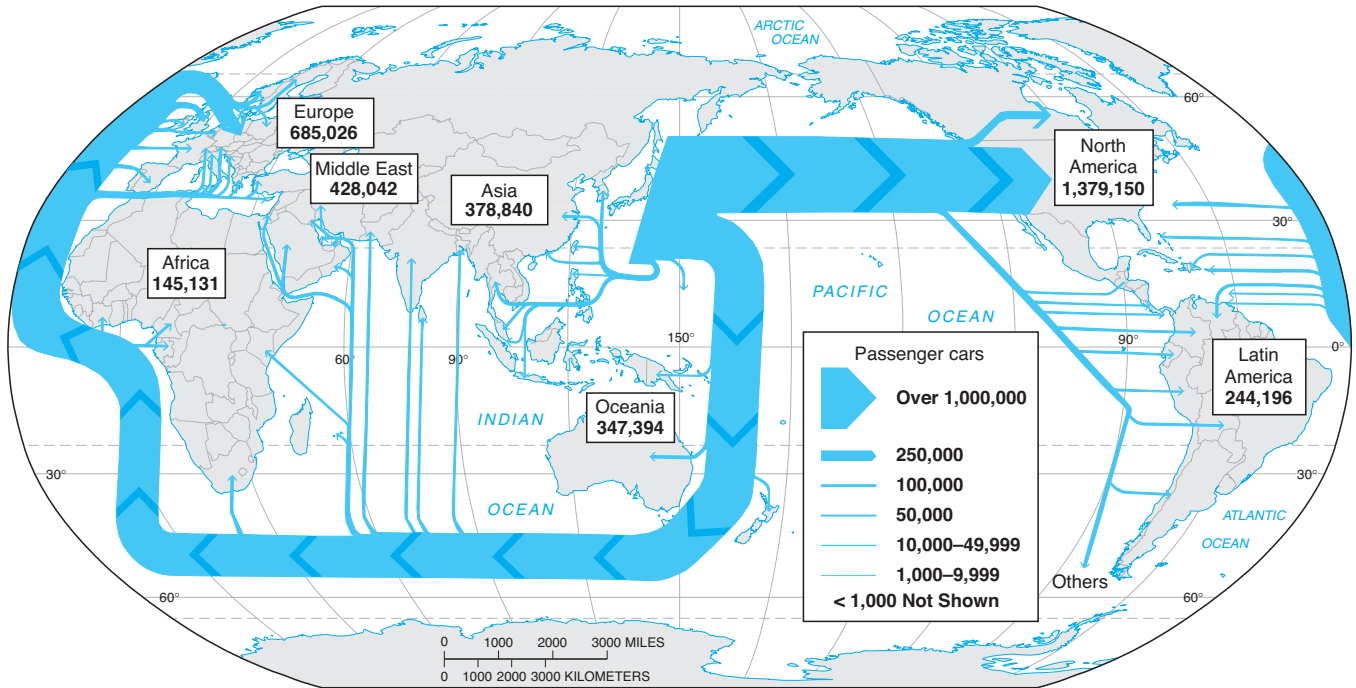 ARCTIC
OCEAN
60°
Europe
685,026
Middle East
428,042
Asia
378,840
North
America
1,379,150
30°
Africa
145,131
PACIFIC
OCEAN
150°
60°
90°
90°
0°
INDIAN
OCEAN
Oceania
347,394
Latin
America
244,196
Passenger cars
Over 1,000,000
250,000
100,000
50,000
10,000–49,999
1,000–9,999
< 1,000 Not Shown
30°
30°
ATLANTIC
OCEAN
Others
60°
60°
0 1000 2000 3000 MILES
0 1000 2000 3000 KILOMETERS